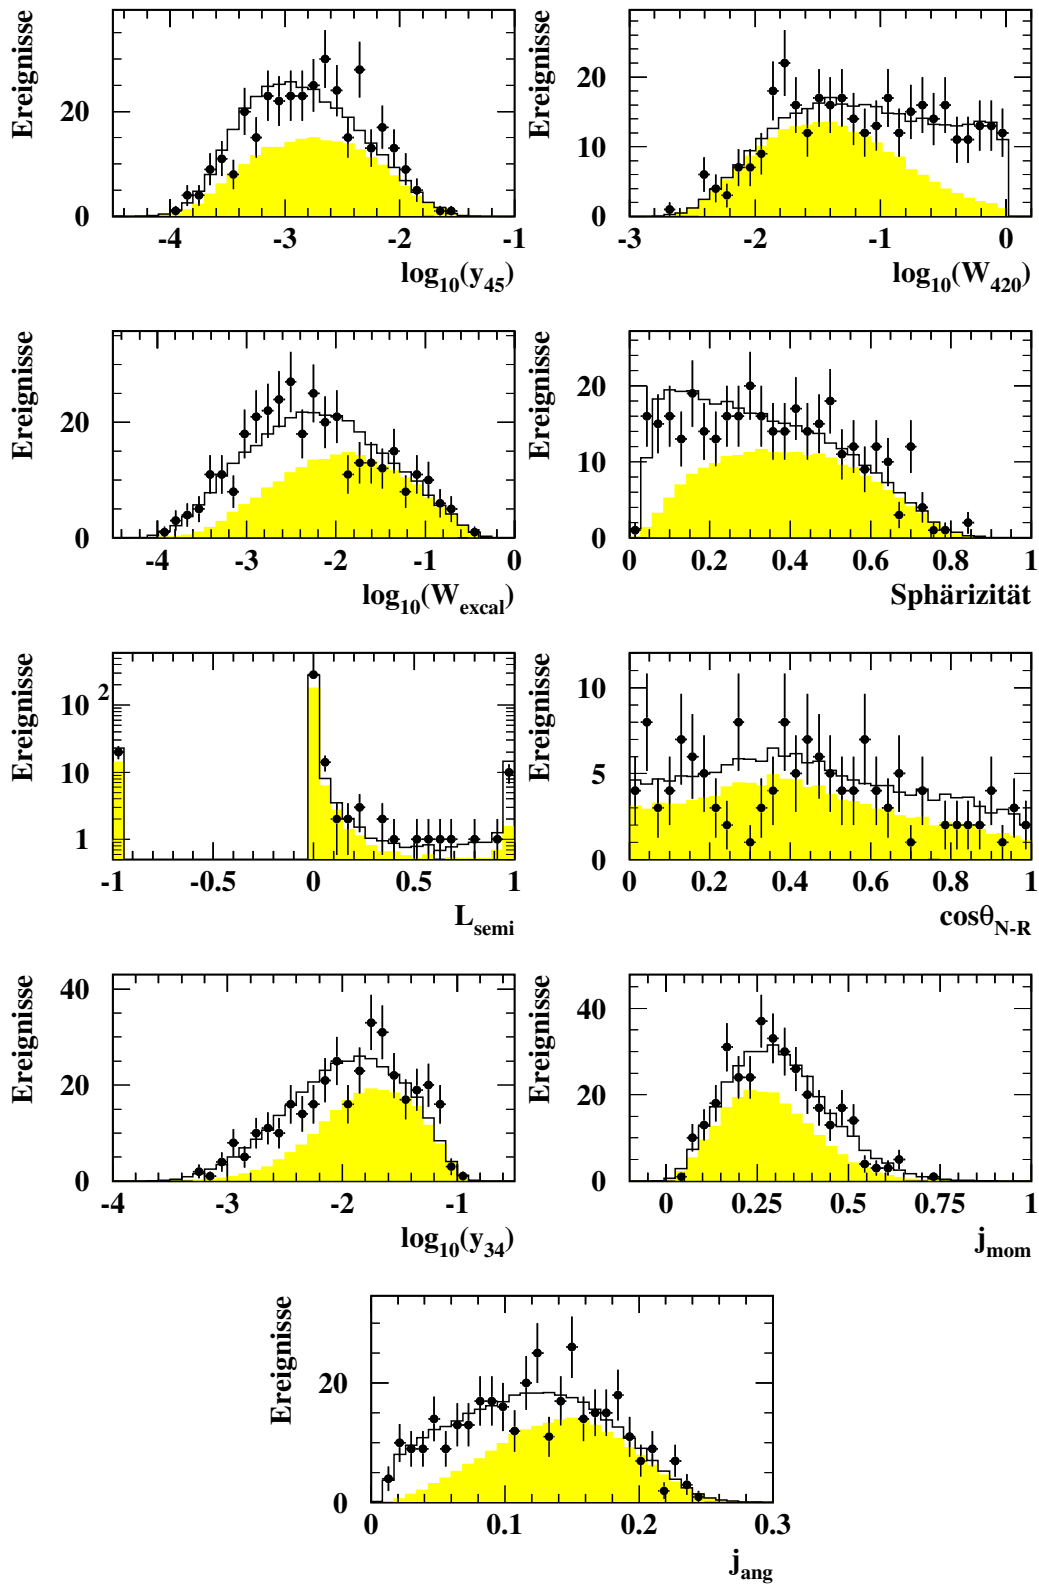 Ereignisse
20
0
-4 -3 -2 -1
log10(y45)
Ereignisse
20
10
0
-3 -2 -1 0
log10(W420)
Ereignisse
20
0
-4 -3 -2 -1 0
log10(Wexcal)
Ereignisse
20
10
0
0 0.2 0.4 0.6 0.8 1
Sphärizität
Ereignisse
10 2
10
1
-1 -0.5 0 0.5 1
Lsemi
Ereignisse
10
5
0
0 0.2 0.4 0.6 0.8 1
cosθN-R
Ereignisse
40
20
0
-4 -3 -2 -1
log10(y34)
Ereignisse
40
20
0
0 0.25 0.5 0.75 1
jmom
Ereignisse
20
0
0 0.1 0.2 0.3
jang